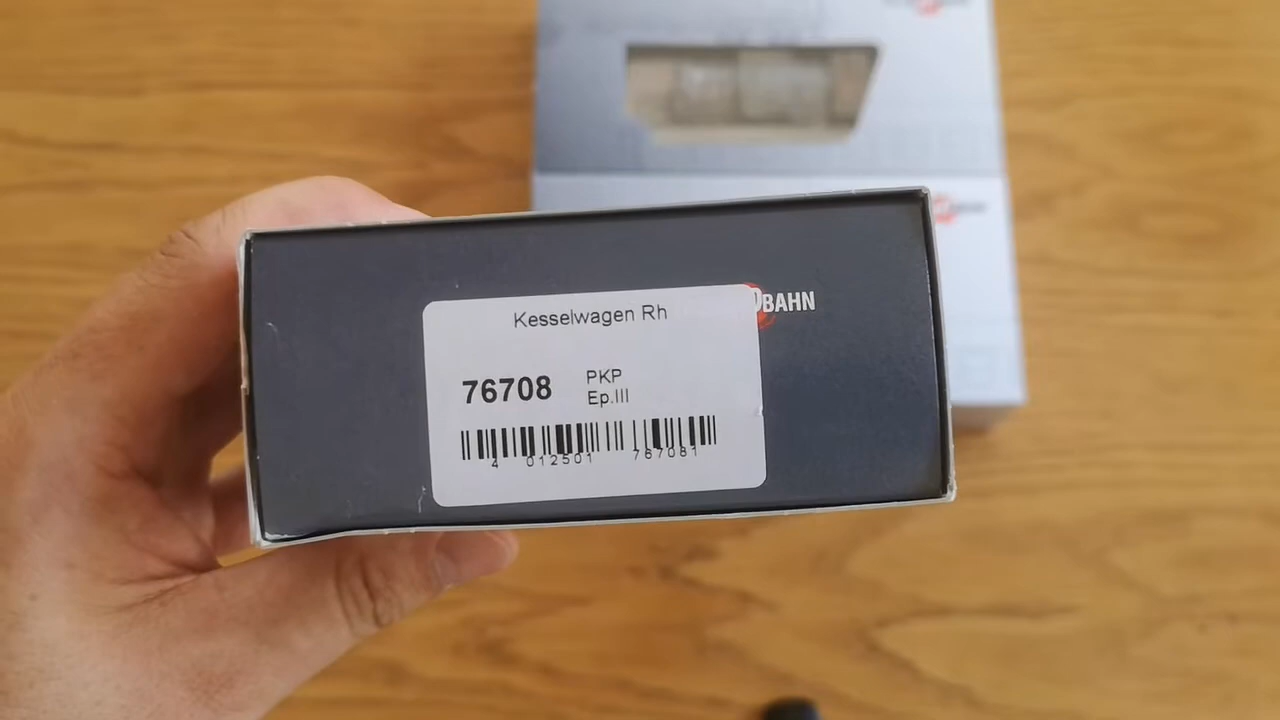 Kesselwagen Rh
BAHN
76708
PKP
Ep.III
4 012501 767081